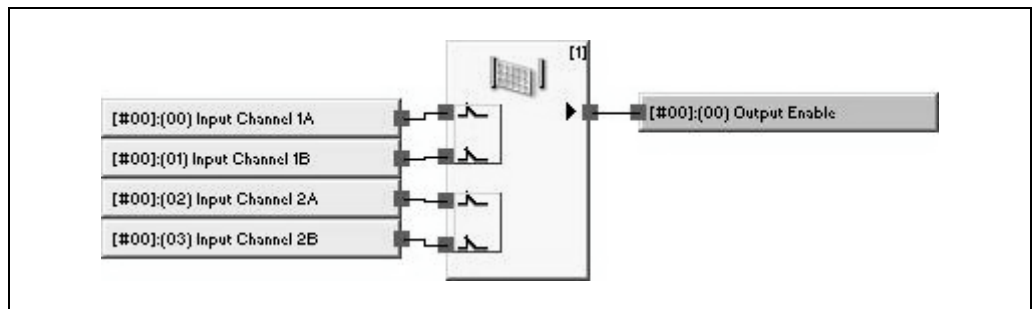 [1]
[#00]:(00) Input Channel 1A
[#00]:(01) Input Channel 1B
[#00]:(02) Input Channel 2A
[#00]:(03) Input Channel 2B
[#00]:(00) Output Enable